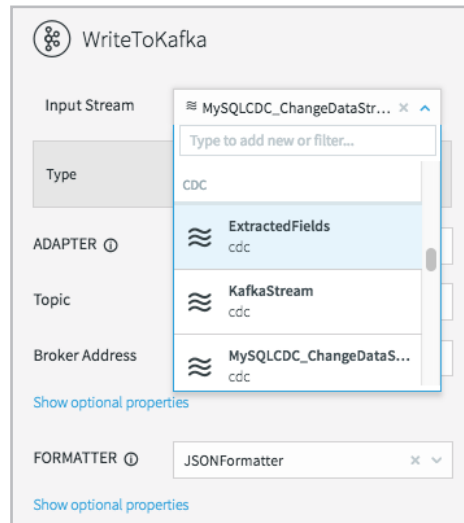 WriteToKafka
Input Stream
MySQLCDC_ChangeDataStr...
Type to add new or filter...
Type
CDC
ExtractedFields
cdc
ADAPTER
KafkaStream
cdc
Topic
Broker Address
MySQLCDC_ChangeDataS...
cdc
Show optional properties
FORMATTER
JSONFormatter
Show optional properties